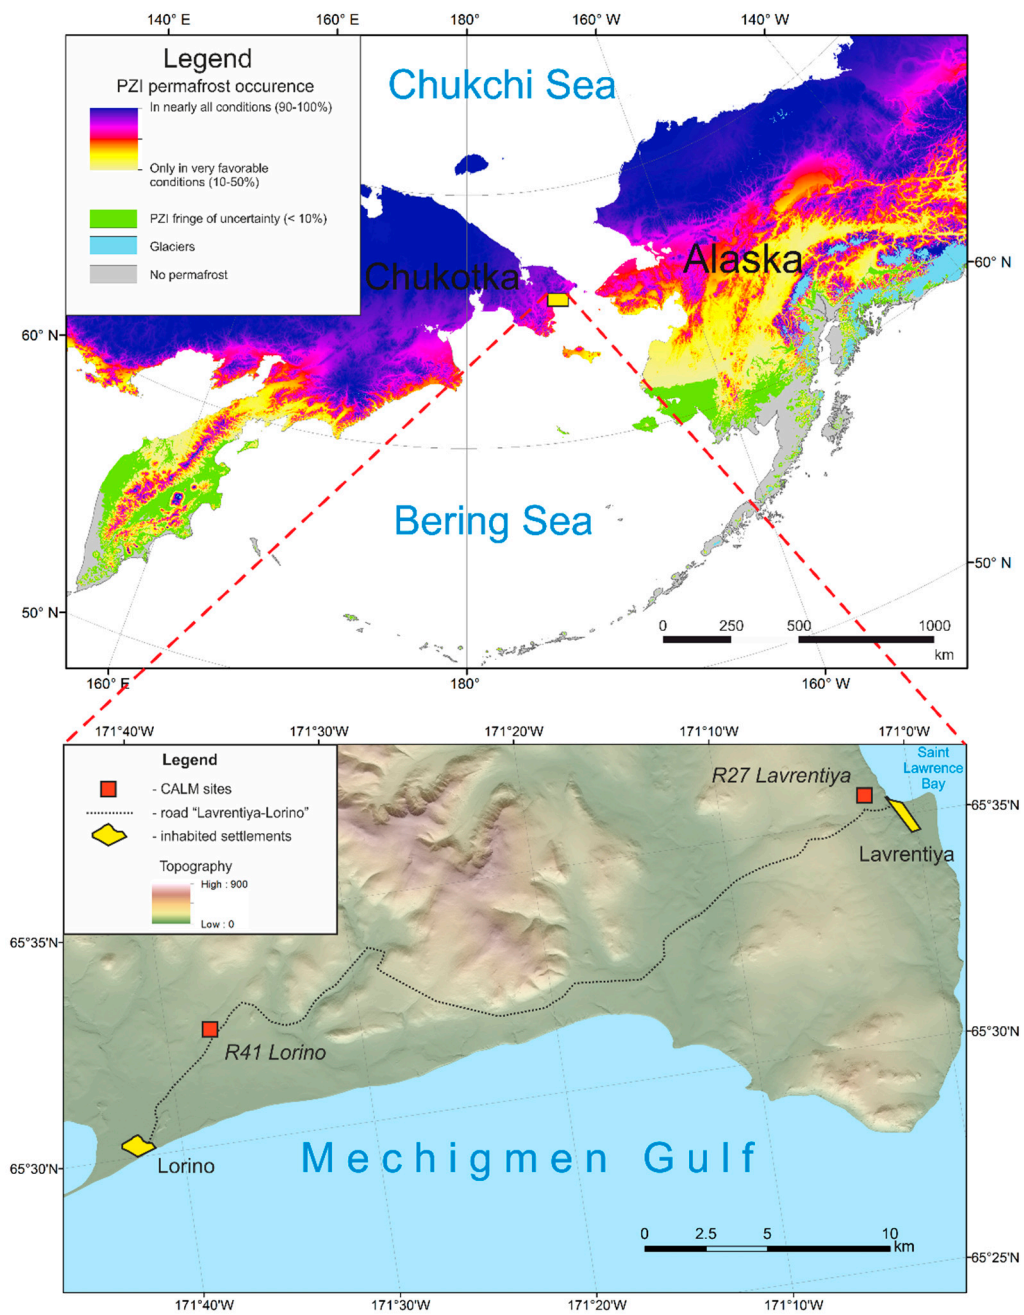 140° E
160° E
180°
160° W
140° W
Legend
PZI permafrost occurence
In nearly all conditions (90-100%)
Only in very favorable
conditions (10-50%)
PZI fringe of uncertainty (< 10%)
Glaciers
No permafrost
Chukchi Sea
Chukotka
Alaska
Bering Sea
60° N
60° N
50° N
50° N
0
250
500
1000
km
160° E
180°
160° W
171°40'W
171°30'W
171°20'W
171°10'W
171°0'W
Legend
- CALM sites
- road “Lavrentiya-Lorino”
- inhabited settlements
Topography
High : 900
Low : 0
R27 Lavrentiya
Saint
Lawrence
Bay
65°35'N
Lavrentiya
65°35'N
R41 Lorino
65°30'N
Lorino
65°30'N
Mechigmen Gulf
0
2.5
5
10
km
65°25'N
171°40'W
171°30'W
171°20'W
171°10'W